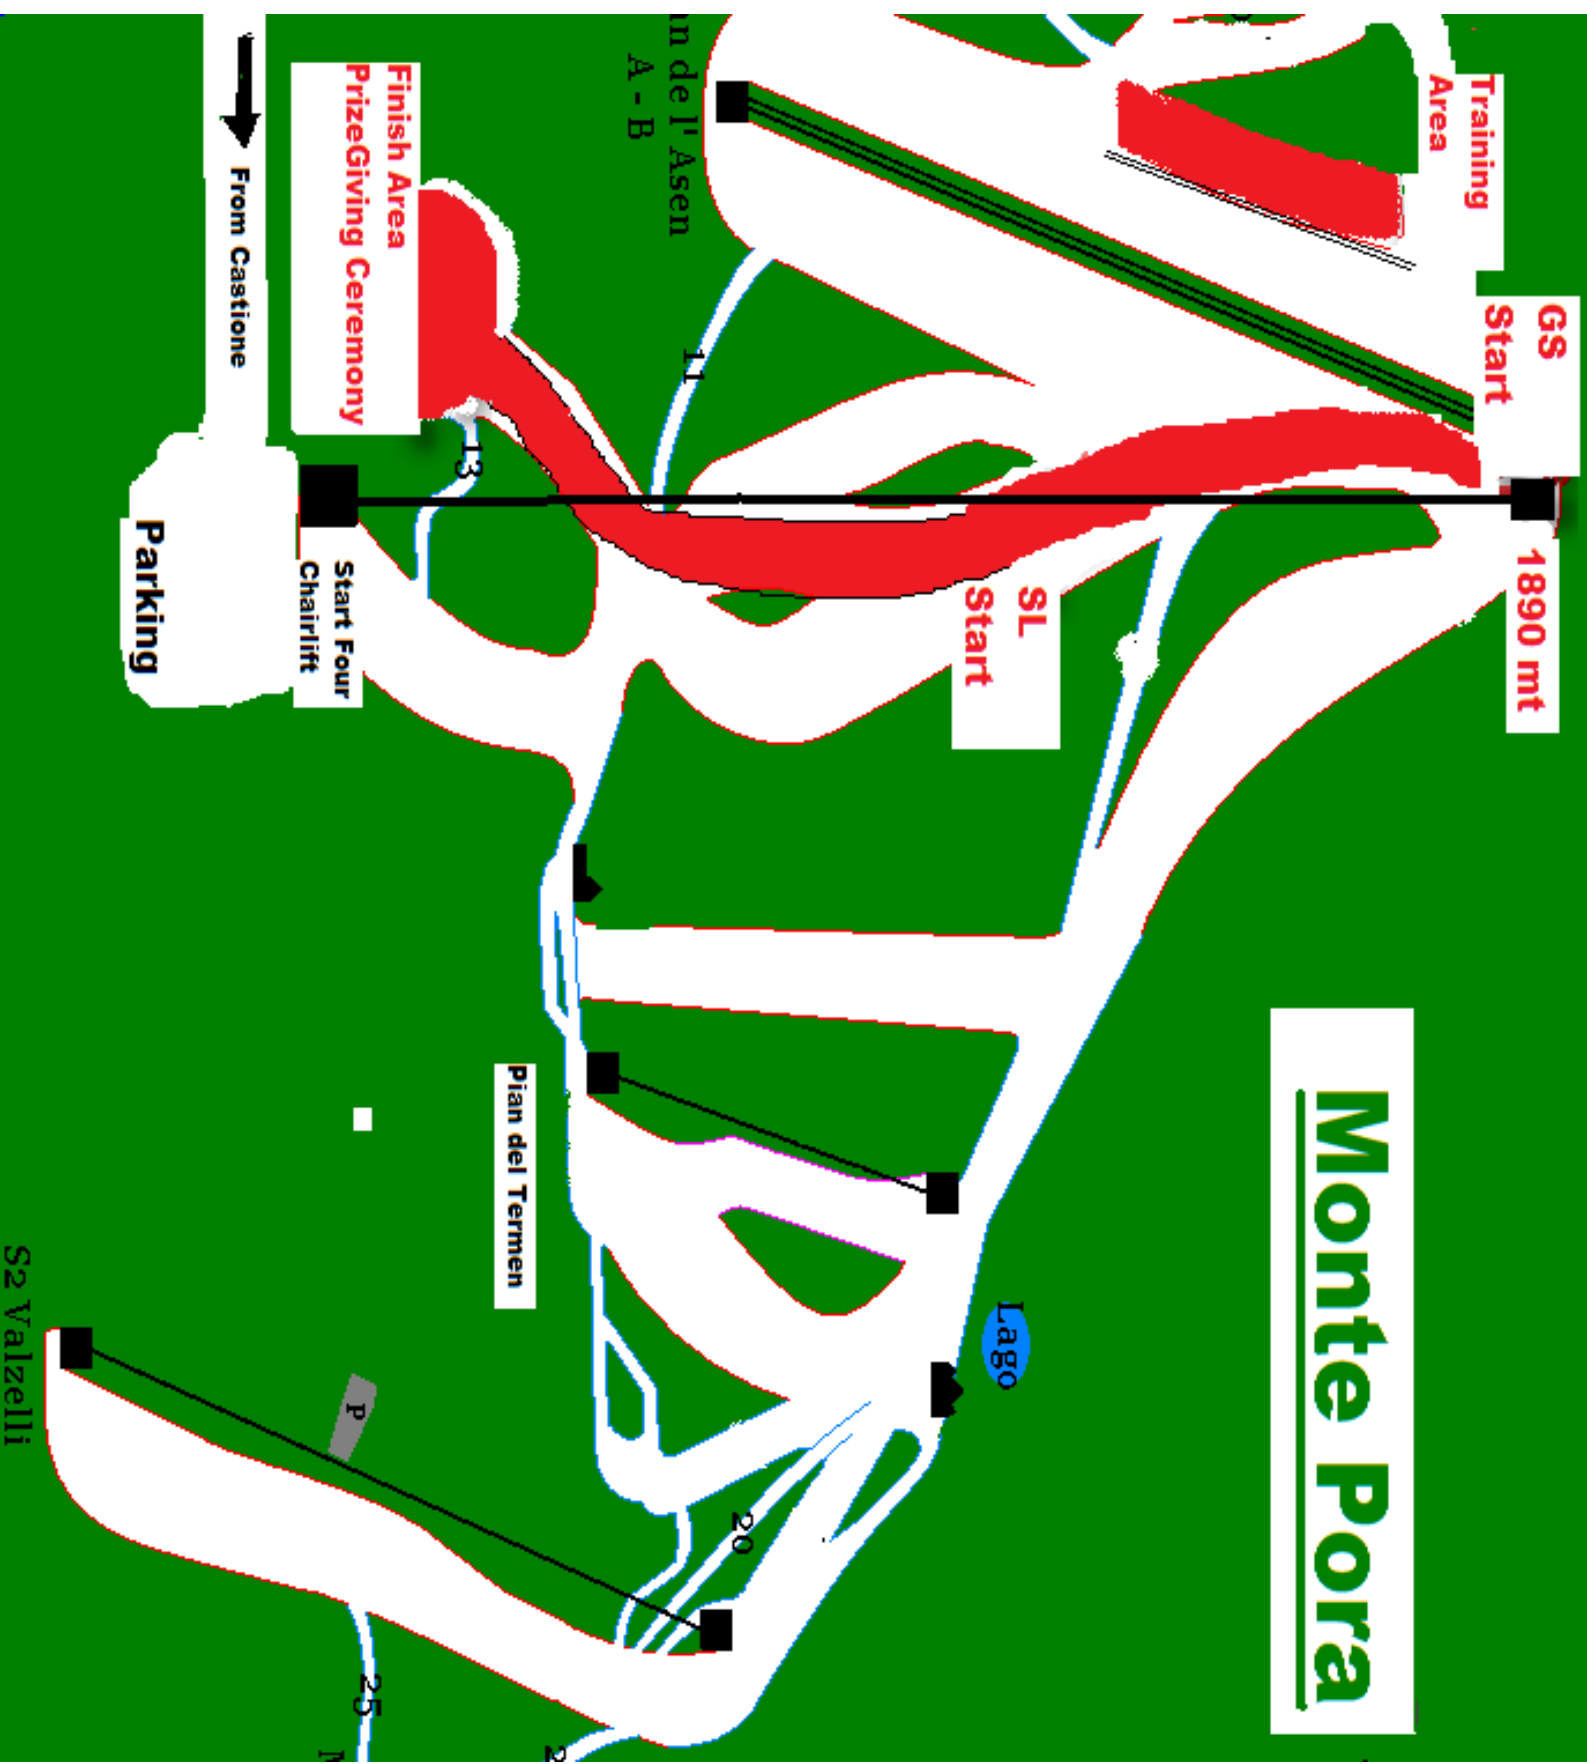 Monte Pora
1890 mt
GS
Start
Training
Area
SL
Start
Lago
11
n de l' Asen
A - B
13
Finish Area
PrizeGiving Ceremony
From Castione
Start Four
Chairlift
Parking
Pian del Termen
20
P
S2 Valzelli
25
2